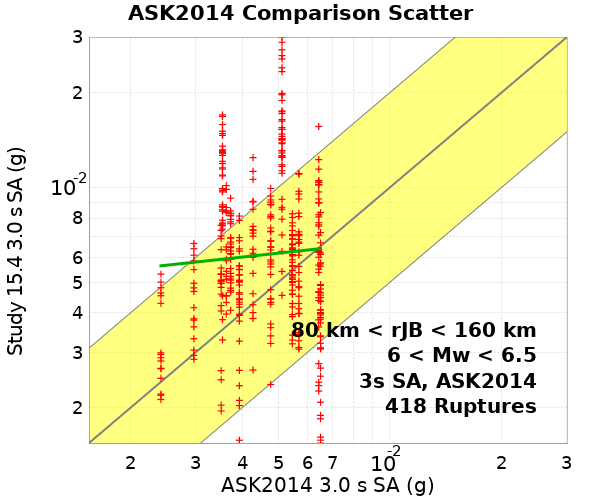 ASK2014 Comparison Scatter
Study 15.4 3.0 s SA (g)
3
2
10-2
8
6
5
4
3
2
80 km < rJB < 160 km
6 < Mw < 6.5
3s SA, ASK2014
418 Ruptures
2 3 4 5 6 7 10-2 2 3
ASK2014 3.0 s SA (g)